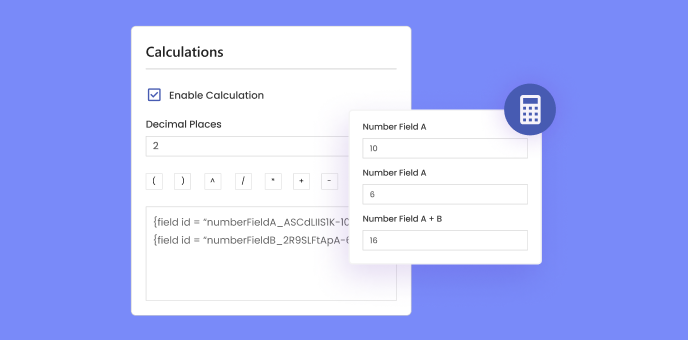 Calculations
Enable Calculation
Decimal Places
2
( ) ^ / * + -
{field id = “numberFieldA_ASCdLIIS1K-10
{field id = “numberFieldB_2R9SLFtApA-6
Number Field A
10
Number Field A
6
Number Field A + B
16